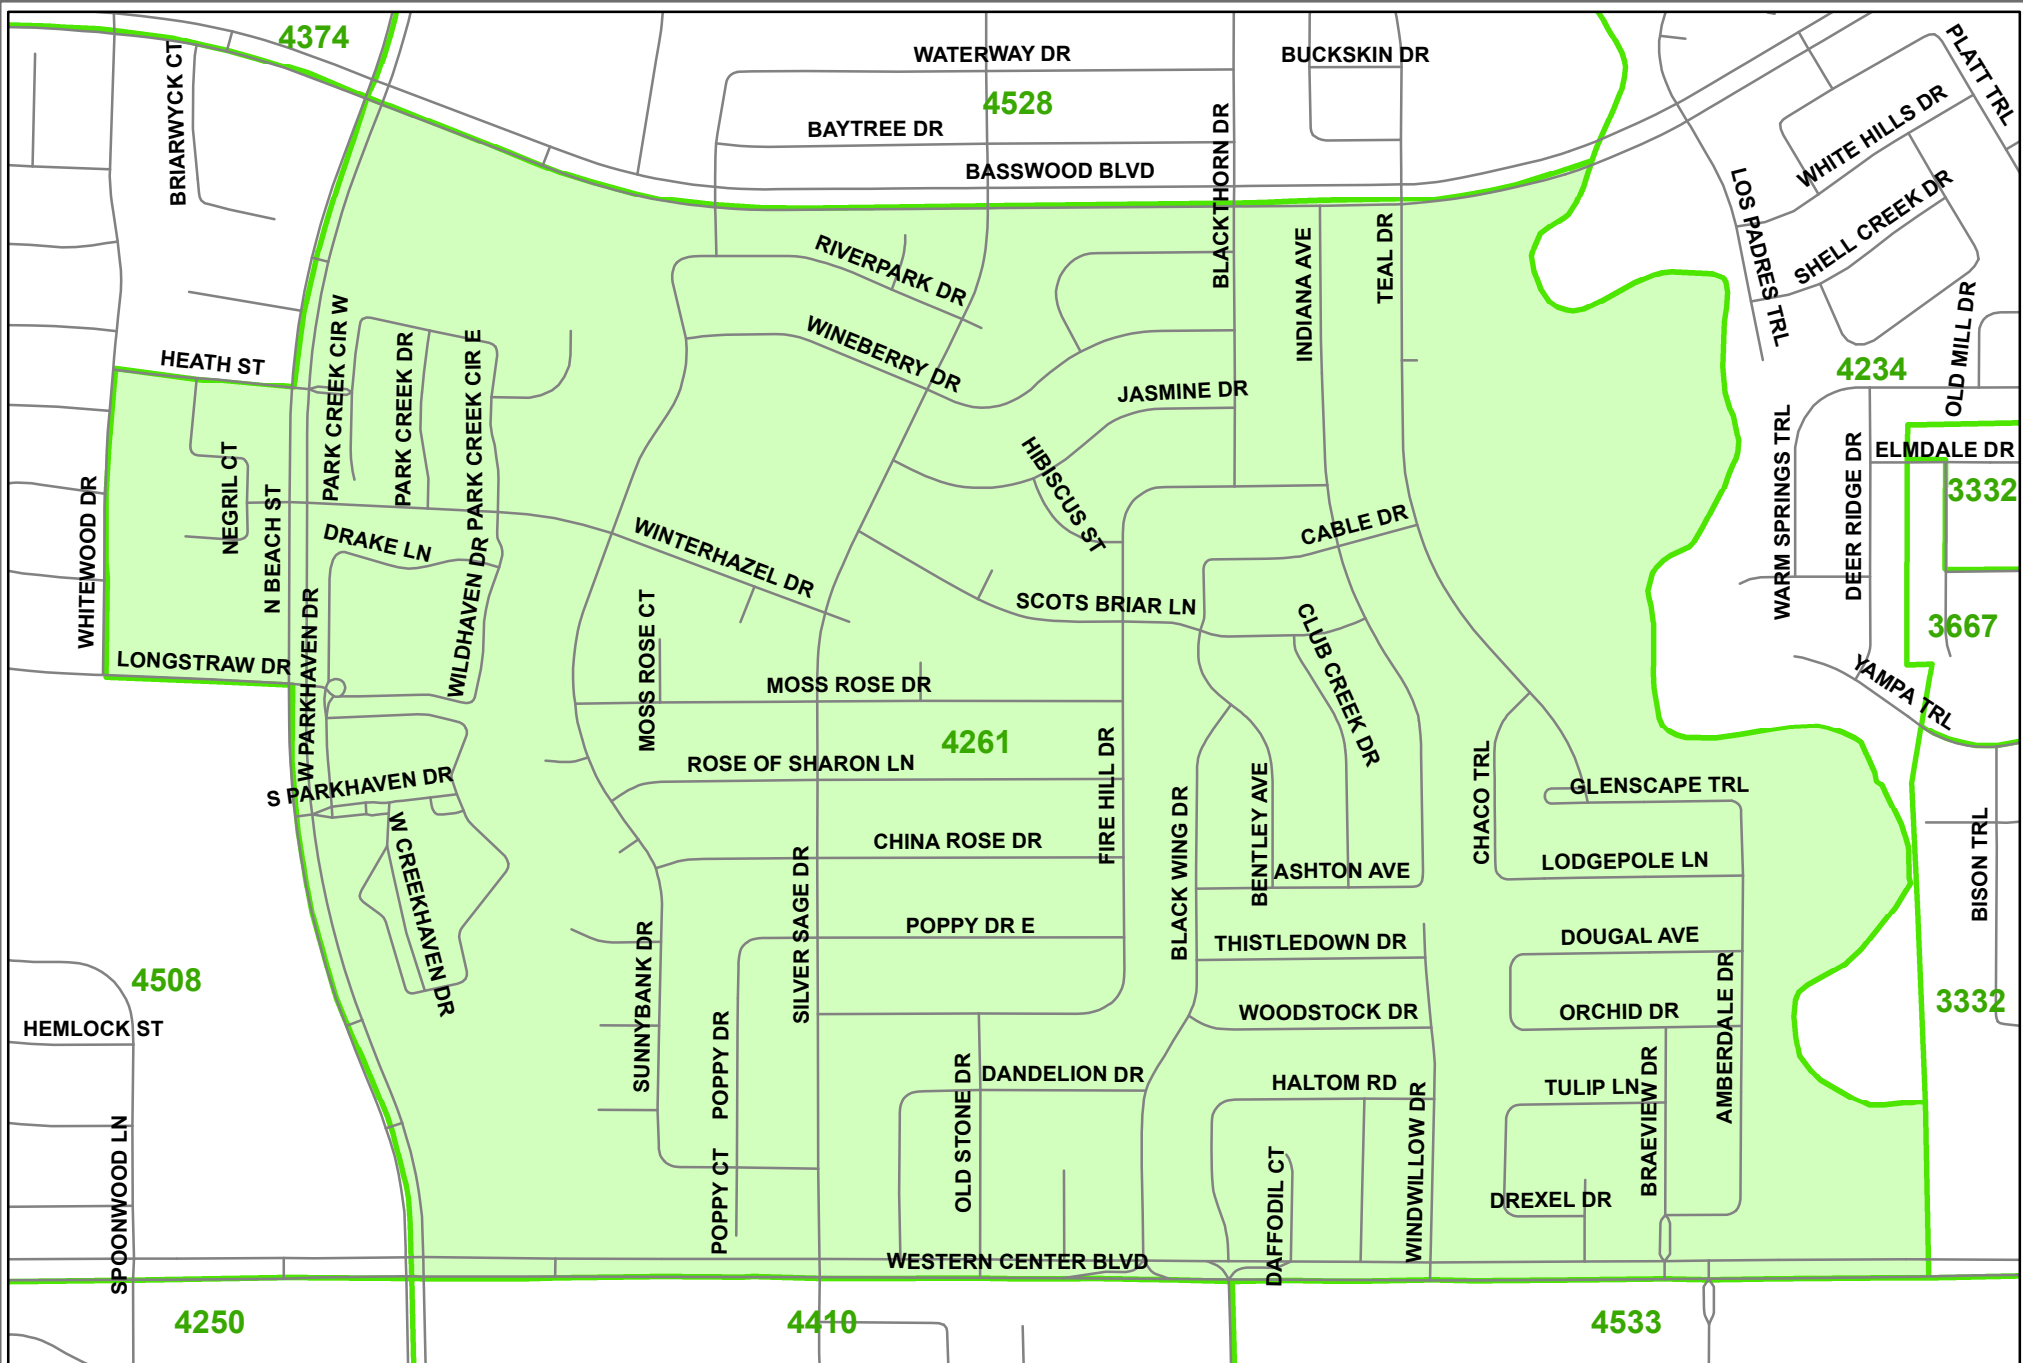 4374
WATERWAY DR
BUCKSKIN DR
PLATT TRL
BRIARWYCK CT
4528
BAYTREE DR
BASSWOOD BLVD
BLACKTHORN DR
WHITE HILLS DR
SHELL CREEK DR
LOS PADRES TRL
RIVERPARK DR
INDIANA AVE
TEAL DR
WINEBERRY DR
HEATH ST
PARK CREEK CIR W
PARK CREEK DR
PARK CREEK CIR E
JASMINE DR
4234
OLD MILL DR
ELMDALE DR
3332
NEGRIL CT
N BEACH ST
WHITEWOOD DR
DRAKE LN
WILDHAVEN DR
WINTERHAZEL DR
HIBISCUS ST
CABLE DR
WARM SPRINGS TRL
DEER RIDGE DR
3667
YAMPA TRL
SCOTS BRIAR LN
CLUB CREEK DR
LONGSTRAW DR
W PARKHAVEN DR
MOSS ROSE CT
MOSS ROSE DR
4261
ROSE OF SHARON LN
FIRE HILL DR
S PARKHAVEN DR
W CREEKHAVEN DR
CHINA ROSE DR
BLACK WING DR
BENTLEY AVE
ASHTON AVE
CHACO TRL
GLENSCAPE TRL
LODGEPOLE LN
BISON TRL
SILVER SAGE DR
POPPY DR E
THISTLEDOWN DR
DOUGAL AVE
4508
SUNNYBANK DR
HEMLOCK ST
WOODSTOCK DR
ORCHID DR
AMBERDALE DR
3332
POPPY DR
OLD STONE DR
DANDELION DR
HALTOM RD
WINDWILLOW DR
TULIP LN
BRAEVIEW DR
SPOONWOOD LN
POPPY CT
DAFFODIL CT
DREXEL DR
WESTERN CENTER BLVD
4250
4410
4533